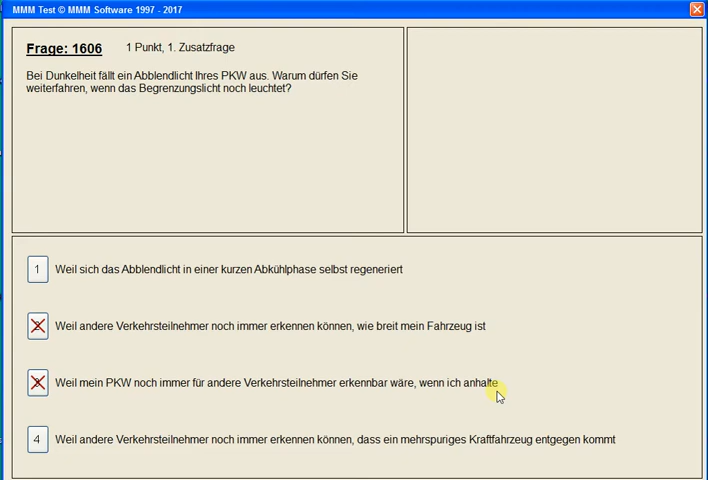 MMM Test © MMM Software 1997 - 2017
Frage: 1606 1 Punkt, 1. Zusatzfrage
Bei Dunkelheit fällt ein Abblendlicht Ihres PKW aus. Warum dürfen Sie
weiterfahren, wenn das Begrenzungslicht noch leuchtet?
1 Weil sich das Abblendlicht in einer kurzen Abkühlphase selbst regeneriert
2 Weil andere Verkehrsteilnehmer noch immer erkennen können, wie breit mein Fahrzeug ist
3 Weil mein PKW noch immer für andere Verkehrsteilnehmer erkennbar wäre, wenn ich anhalte
4 Weil andere Verkehrsteilnehmer noch immer erkennen können, dass ein mehrspuriges Kraftfahrzeug entgegen kommt